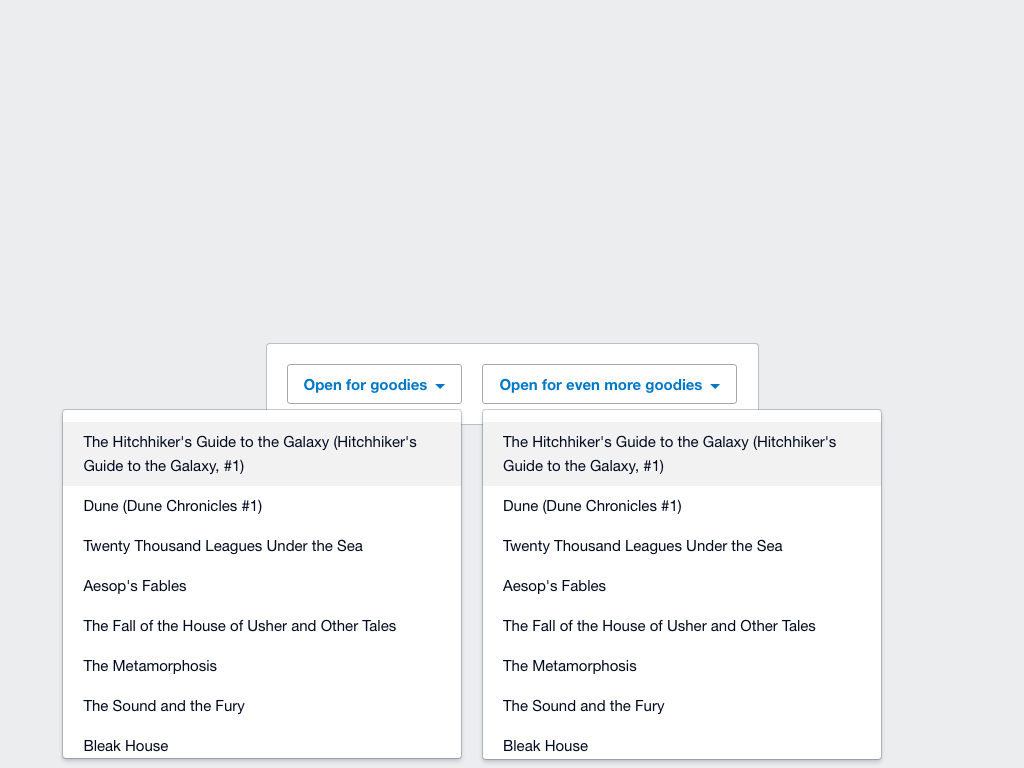 Open for goodies
Open for even more goodies
The Hitchhiker's Guide to the Galaxy (Hitchhiker's
Guide to the Galaxy, #1)
Dune (Dune Chronicles #1)
Twenty Thousand Leagues Under the Sea
Aesop's Fables
The Fall of the House of Usher and Other Tales
The Metamorphosis
The Sound and the Fury
Bleak House
The Hitchhiker's Guide to the Galaxy (Hitchhiker's
Guide to the Galaxy, #1)
Dune (Dune Chronicles #1)
Twenty Thousand Leagues Under the Sea
Aesop's Fables
The Fall of the House of Usher and Other Tales
The Metamorphosis
The Sound and the Fury
Bleak House